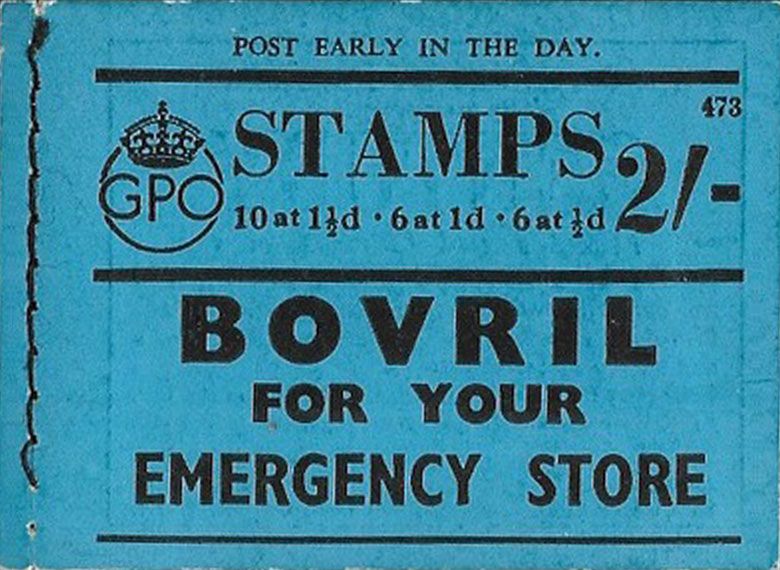 POST EARLY IN THE DAY.
473
STAMPS 2/-
GPO
10 at 1½d · 6 at 1d · 6 at ½d
BOVRIL
FOR YOUR
EMERGENCY STORE